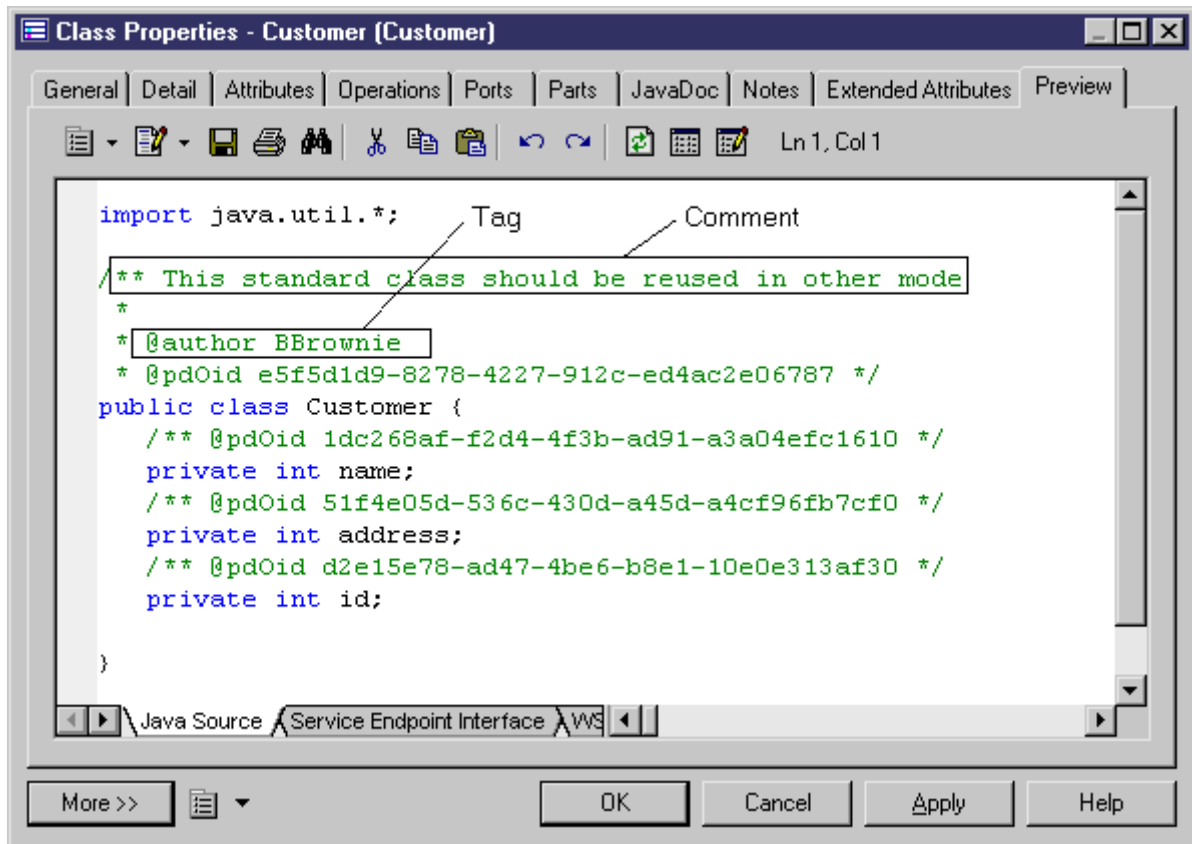 Class Properties - Customer (Customer)
General Detail Attributes Operations Ports Parts JavaDoc Notes Extended Attributes Preview
Ln 1, Col 1
import java.util.*; Tag Comment
/** This standard class should be reused in other mode
*
* @author BBrownie
* @pdOid e5f5d1d9-8278-4227-912c-ed4ac2e06787 */
public class Customer {
/** @pdOid 1dc268af-f2d4-4f3b-ad91-a3a04efc1610 */
private int name;
/** @pdOid 51f4e05d-536c-430d-a45d-a4cf96fb7cf0 */
private int address;
/** @pdOid d2e15e78-ad47-4be6-b8e1-10e0e313af30 */
private int id;
}
Java Source Service Endpoint Interface WS
More >> OK Cancel Apply Help